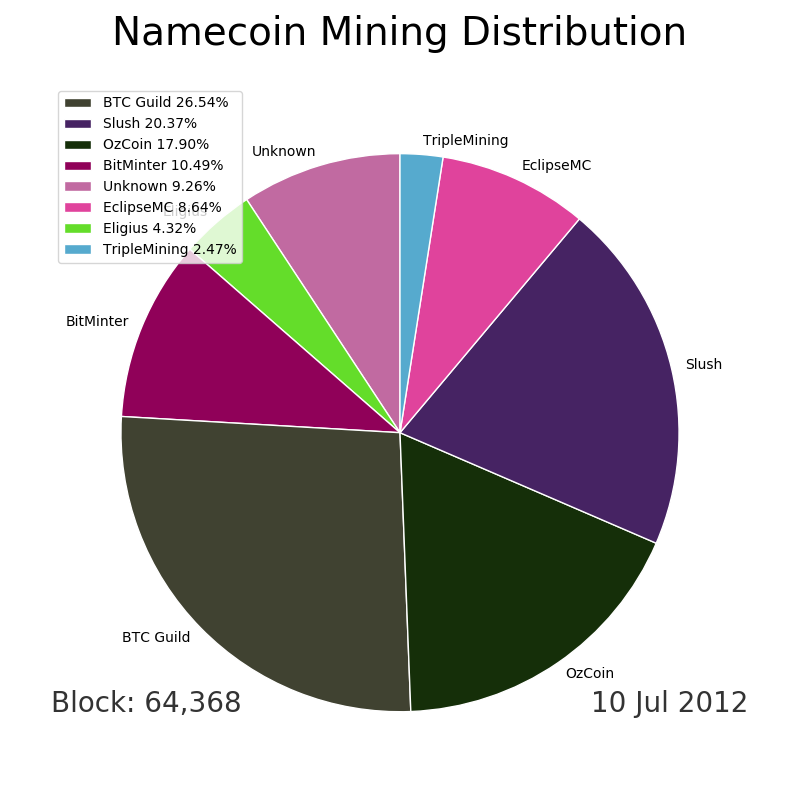 Namecoin Mining Distribution
BTC Guild 26.54%
Slush 20.37%
OzCoin 17.90%
BitMinter 10.49%
Unknown 9.26%
EclipseMC 8.64%
Eligius 4.32%
TripleMining 2.47%
TripleMining
Unknown
EclipseMC
Eligius
BitMinter
Slush
BTC Guild
OzCoin
Block: 64,368
10 Jul 2012